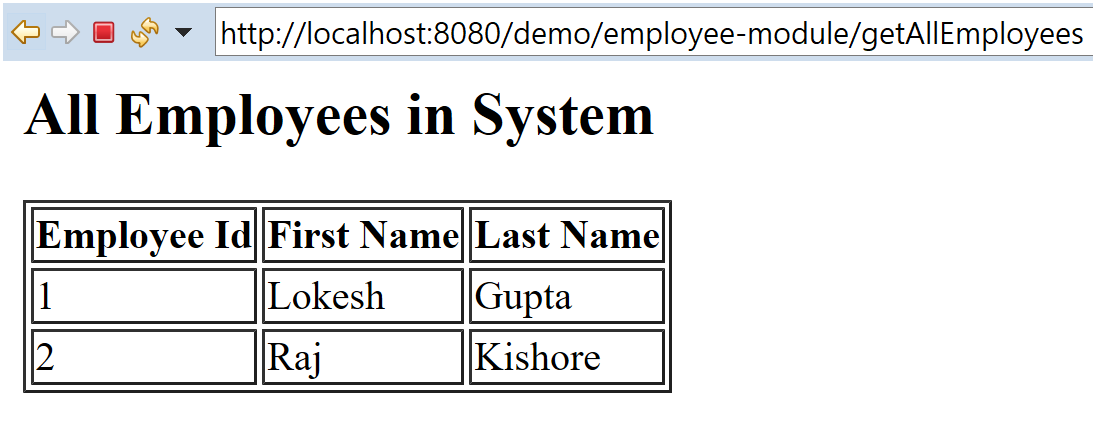 http://localhost:8080/demo/employee-module/getAllEmployees
All Employees in System
Employee Id First Name Last Name
1 Lokesh Gupta
2 Raj Kishore